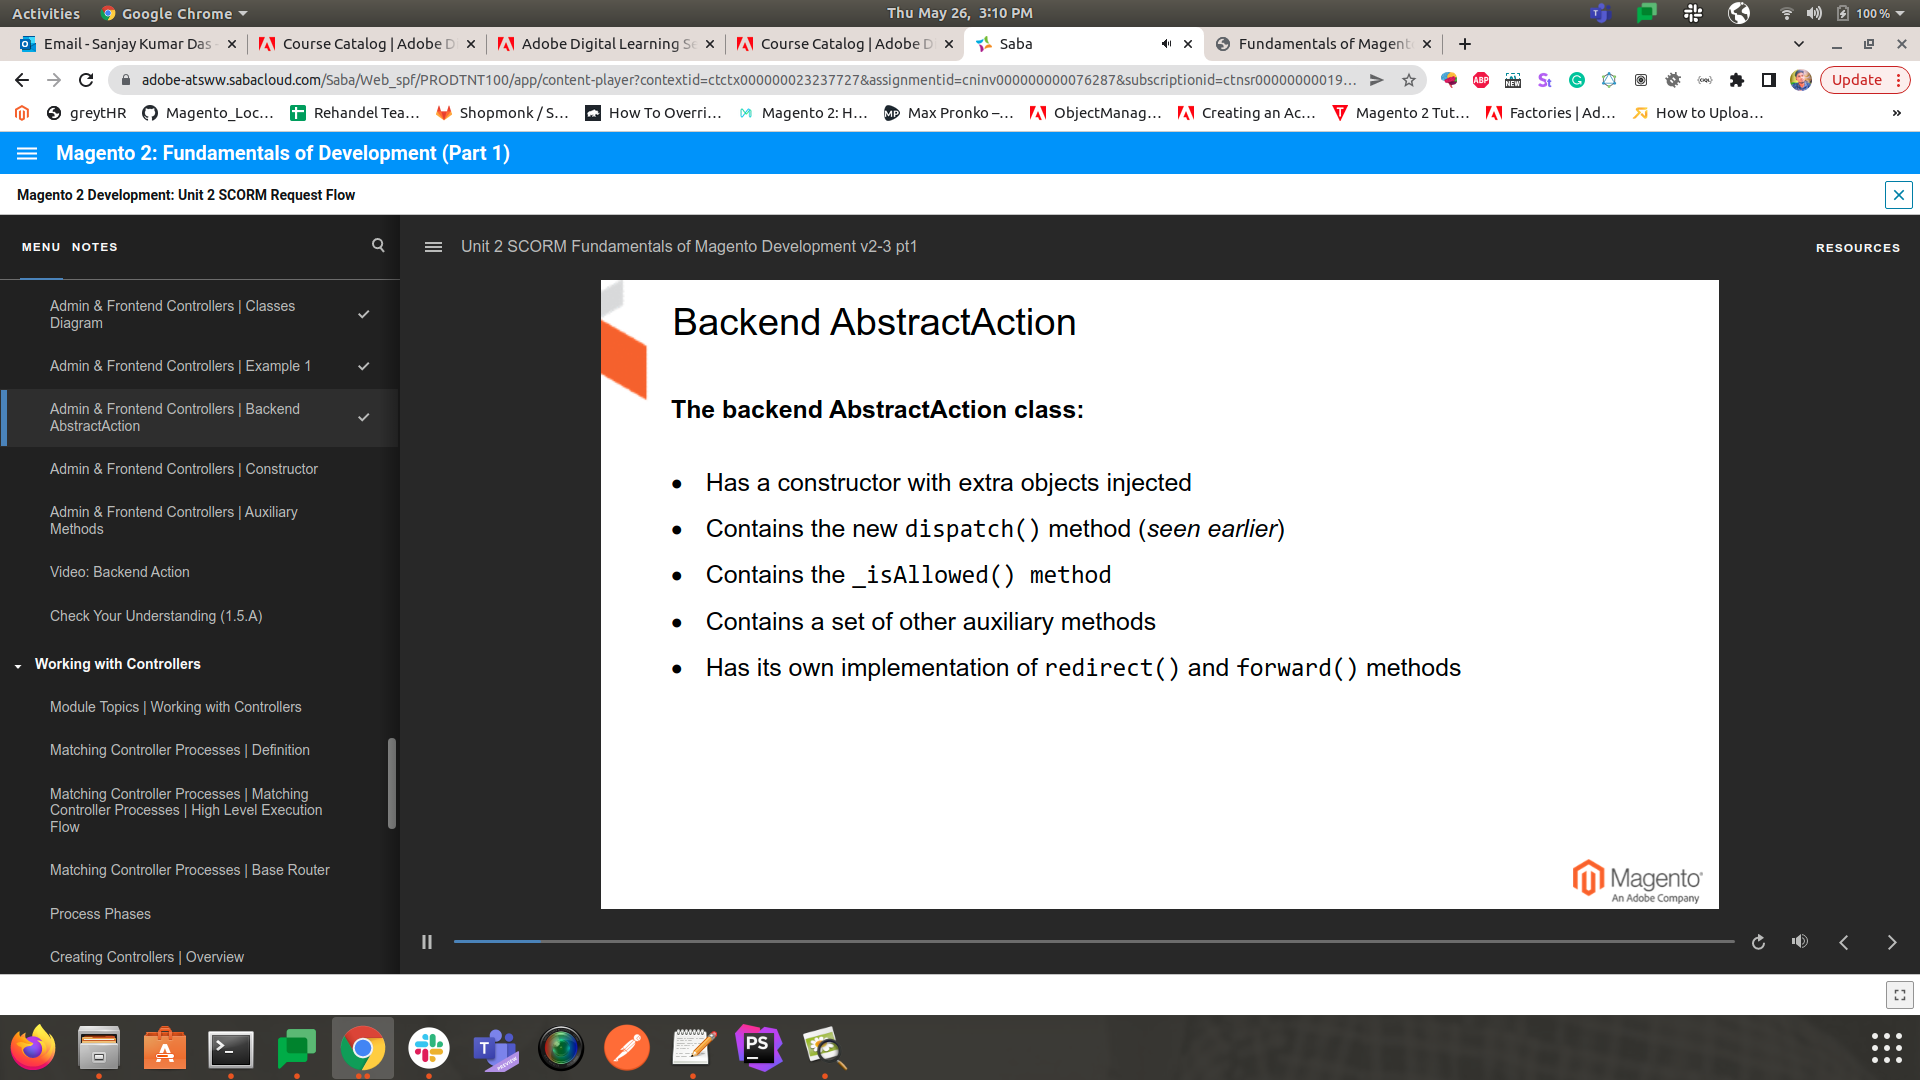 Activities Google Chrome Thu May 26, 3:10 PM 100 %
Email - Sanjay Kumar Das Course Catalog | Adobe D Adobe Digital Learning Se Course Catalog | Adobe D Saba Fundamentals of Magent
adobe-atsww.sabacloud.com/Saba/Web_spf/PRODTNT100/app/content-player?contextid=ctctx000000023237727&assignmentid=cninv000000000076287&subscriptionid=ctnsr00000000019... ABP NEW Update
greytHR Magento_Loc... Rehandel Tea... Shopmonk / S... How To Overri... Magento 2: H... Max Pronko –... ObjectManag... Creating an Ac... Magento 2 Tut... Factories | Ad... How to Uploa... »
Magento 2: Fundamentals of Development (Part 1)
Magento 2 Development: Unit 2 SCORM Request Flow
MENU NOTES
Unit 2 SCORM Fundamentals of Magento Development v2-3 pt1
RESOURCES
Admin & Frontend Controllers | Classes
Diagram
Admin & Frontend Controllers | Example 1
Admin & Frontend Controllers | Backend
AbstractAction
Admin & Frontend Controllers | Constructor
Admin & Frontend Controllers | Auxiliary
Methods
Video: Backend Action
Check Your Understanding (1.5.A)
Working with Controllers
Module Topics | Working with Controllers
Matching Controller Processes | Definition
Matching Controller Processes | Matching
Controller Processes | High Level Execution
Flow
Matching Controller Processes | Base Router
Process Phases
Creating Controllers | Overview
Backend AbstractAction
The backend AbstractAction class:
• Has a constructor with extra objects injected
• Contains the new dispatch() method (seen earlier)
• Contains the _isAllowed() method
• Contains a set of other auxiliary methods
• Has its own implementation of redirect() and forward() methods
Magento
An Adobe Company